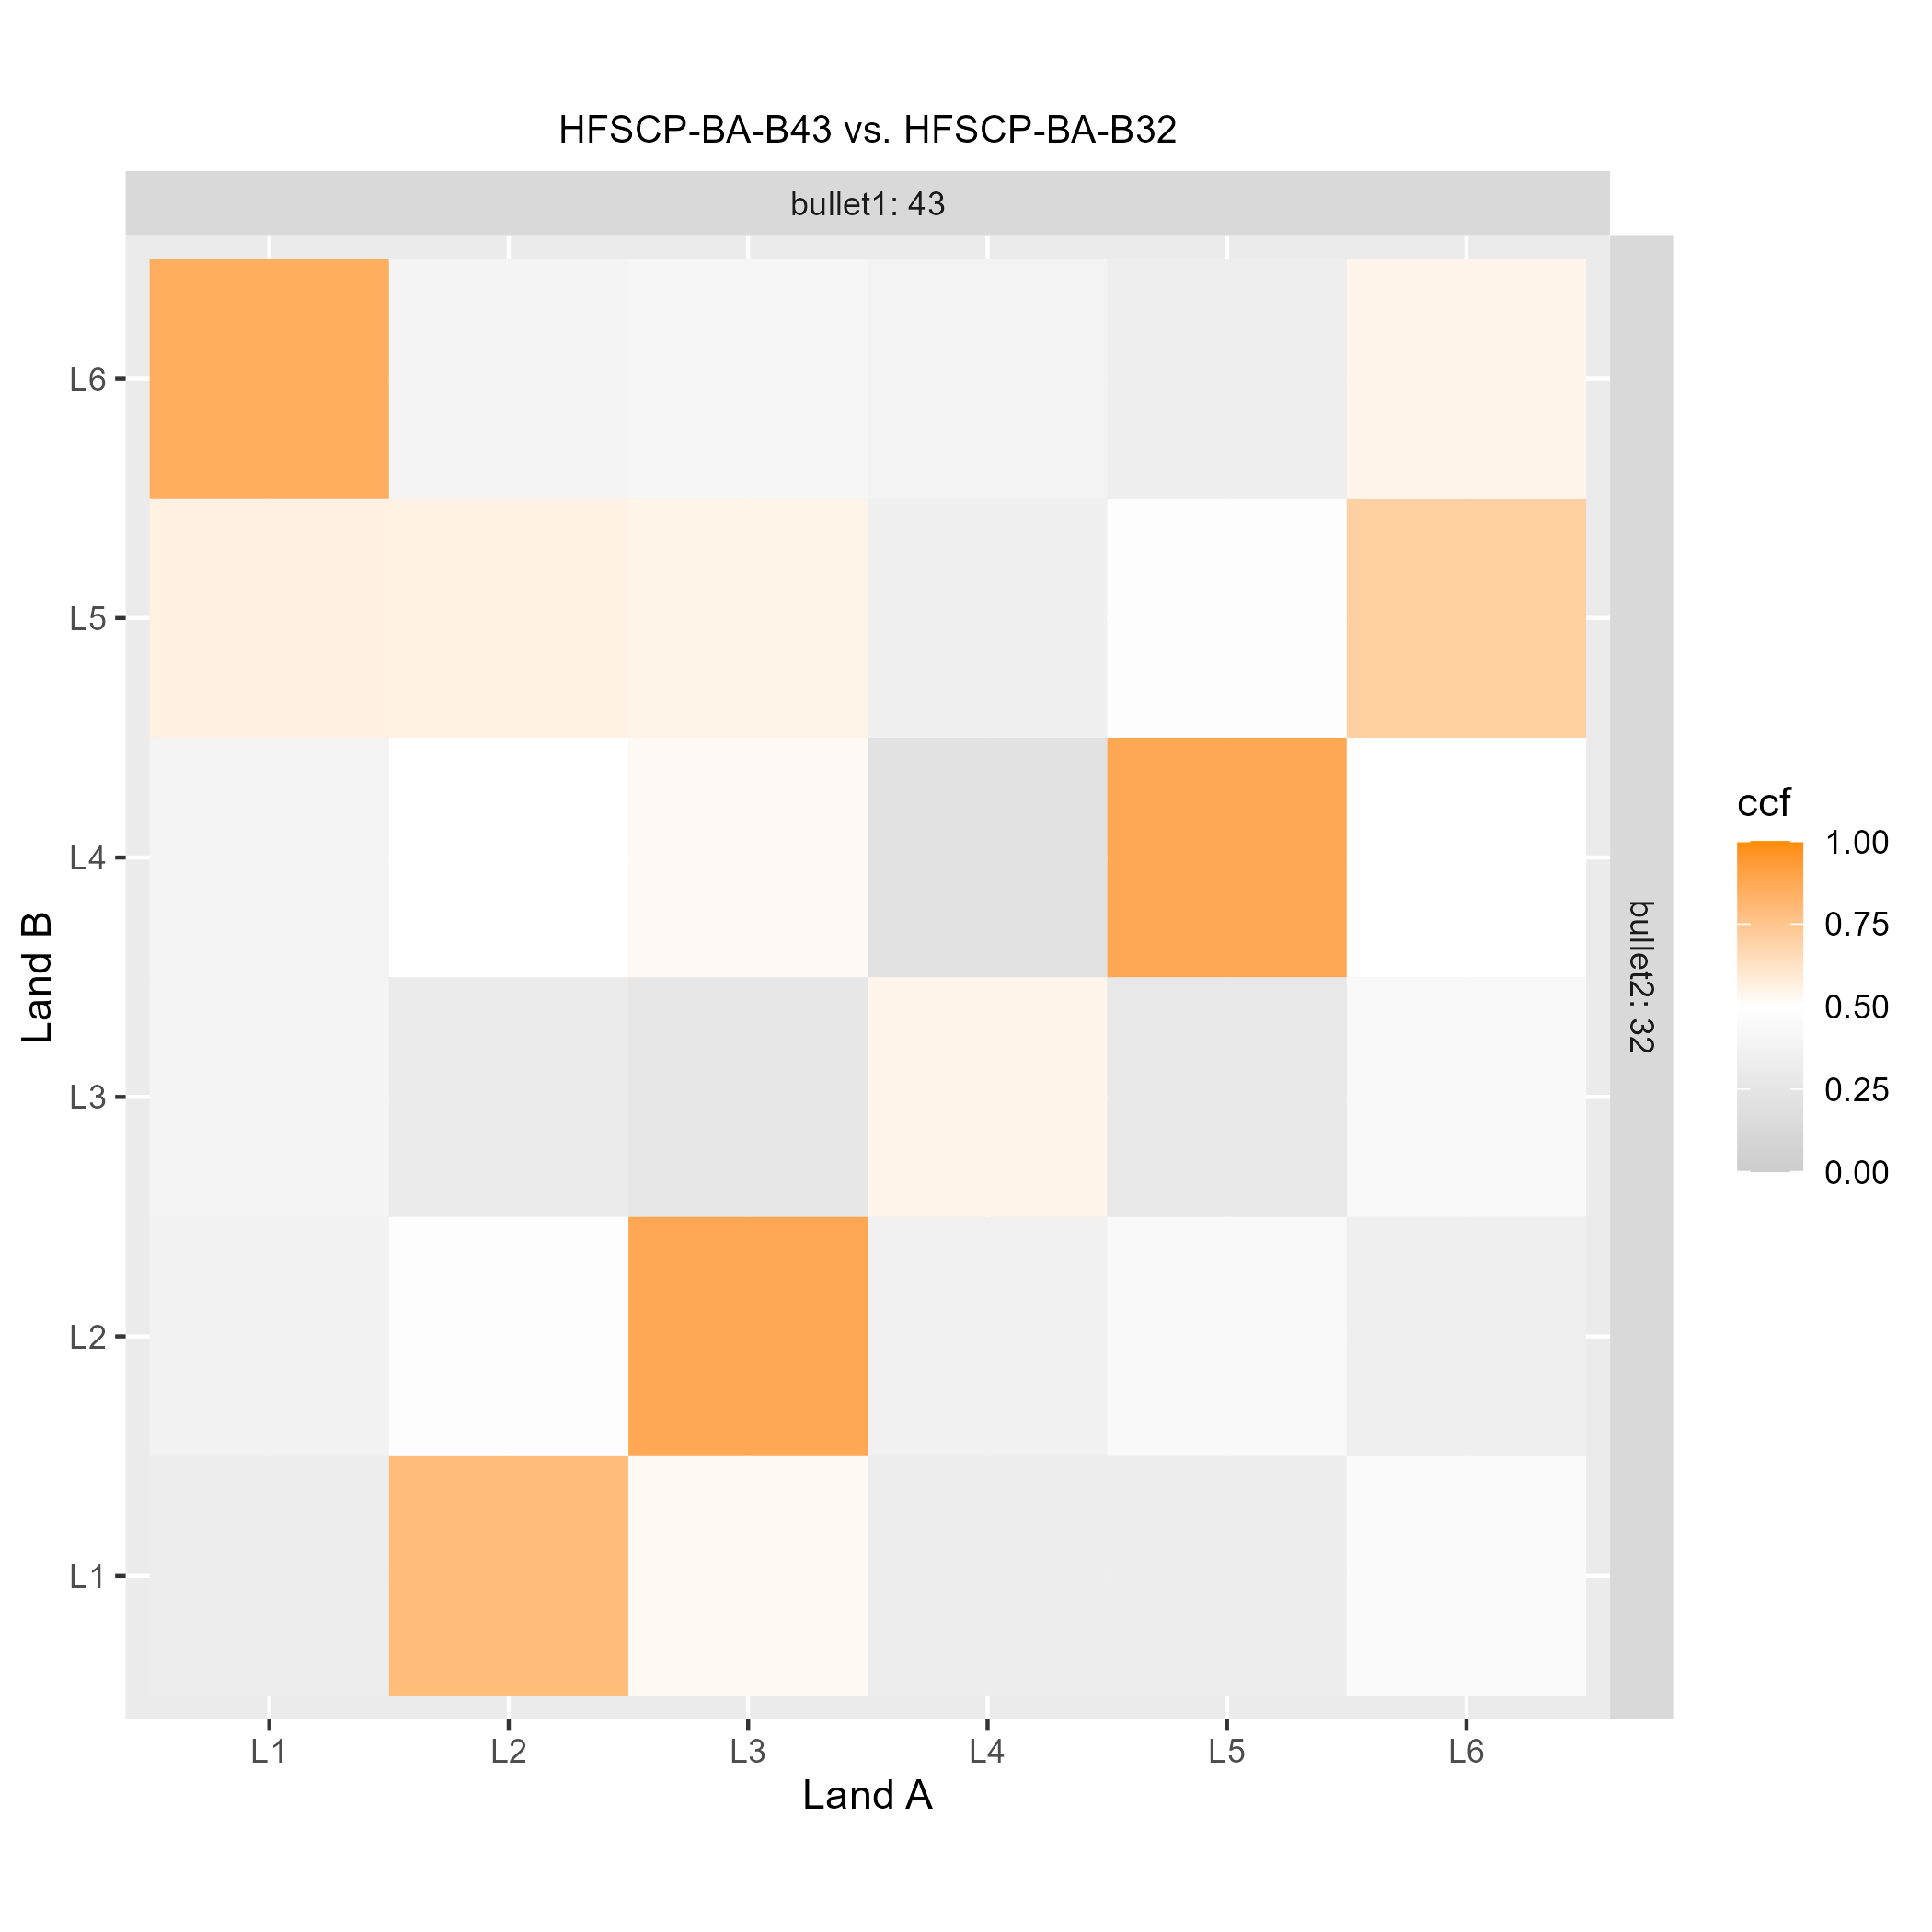 HFSCP-BA-B43 vs. HFSCP-BA-B32
bullet1: 43
L6
L5
L4
L3
L2
L1
Land B
bullet2: 32
ccf
1.00
0.75
0.50
0.25
0.00
L1 L2 L3 L4 L5 L6
Land A